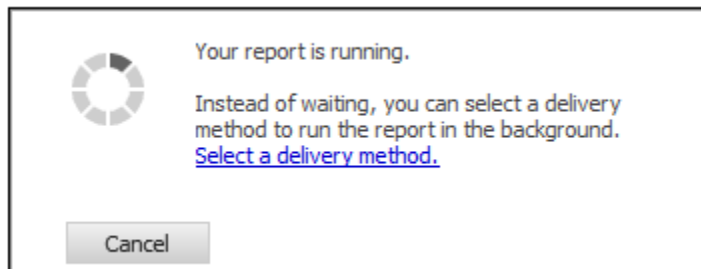 Your report is running.
Instead of waiting, you can select a delivery
method to run the report in the background.
Select a delivery method.
Cancel